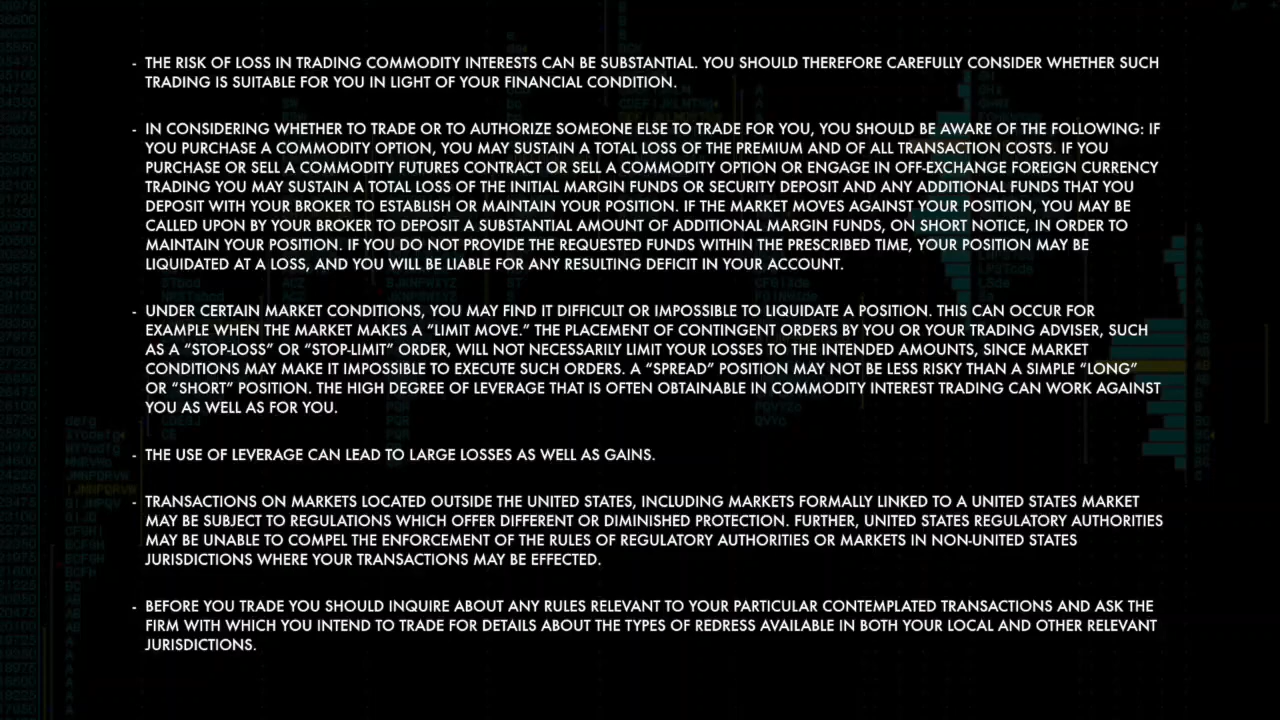 - THE RISK OF LOSS IN TRADING COMMODITY INTERESTS CAN BE SUBSTANTIAL. YOU SHOULD THEREFORE CAREFULLY CONSIDER WHETHER SUCH
TRADING IS SUITABLE FOR YOU IN LIGHT OF YOUR FINANCIAL CONDITION.
- IN CONSIDERING WHETHER TO TRADE OR TO AUTHORIZE SOMEONE ELSE TO TRADE FOR YOU, YOU SHOULD BE AWARE OF THE FOLLOWING: IF
YOU PURCHASE A COMMODITY OPTION, YOU MAY SUSTAIN A TOTAL LOSS OF THE PREMIUM AND OF ALL TRANSACTION COSTS. IF YOU
PURCHASE OR SELL A COMMODITY FUTURES CONTRACT OR SELL A COMMODITY OPTION OR ENGAGE IN OFF-EXCHANGE FOREIGN CURRENCY
TRADING YOU MAY SUSTAIN A TOTAL LOSS OF THE INITIAL MARGIN FUNDS OR SECURITY DEPOSIT AND ANY ADDITIONAL FUNDS THAT YOU
DEPOSIT WITH YOUR BROKER TO ESTABLISH OR MAINTAIN YOUR POSITION. IF THE MARKET MOVES AGAINST YOUR POSITION, YOU MAY BE
CALLED UPON BY YOUR BROKER TO DEPOSIT A SUBSTANTIAL AMOUNT OF ADDITIONAL MARGIN FUNDS, ON SHORT NOTICE, IN ORDER TO
MAINTAIN YOUR POSITION. IF YOU DO NOT PROVIDE THE REQUESTED FUNDS WITHIN THE PRESCRIBED TIME, YOUR POSITION MAY BE
LIQUIDATED AT A LOSS, AND YOU WILL BE LIABLE FOR ANY RESULTING DEFICIT IN YOUR ACCOUNT.
- UNDER CERTAIN MARKET CONDITIONS, YOU MAY FIND IT DIFFICULT OR IMPOSSIBLE TO LIQUIDATE A POSITION. THIS CAN OCCUR FOR
EXAMPLE WHEN THE MARKET MAKES A “LIMIT MOVE.” THE PLACEMENT OF CONTINGENT ORDERS BY YOU OR YOUR TRADING ADVISER, SUCH
AS A “STOP-LOSS” OR “STOP-LIMIT” ORDER, WILL NOT NECESSARILY LIMIT YOUR LOSSES TO THE INTENDED AMOUNTS, SINCE MARKET
CONDITIONS MAY MAKE IT IMPOSSIBLE TO EXECUTE SUCH ORDERS. A “SPREAD” POSITION MAY NOT BE LESS RISKY THAN A SIMPLE “LONG”
OR “SHORT” POSITION. THE HIGH DEGREE OF LEVERAGE THAT IS OFTEN OBTAINABLE IN COMMODITY INTEREST TRADING CAN WORK AGAINST
YOU AS WELL AS FOR YOU.
- THE USE OF LEVERAGE CAN LEAD TO LARGE LOSSES AS WELL AS GAINS.
- TRANSACTIONS ON MARKETS LOCATED OUTSIDE THE UNITED STATES, INCLUDING MARKETS FORMALLY LINKED TO A UNITED STATES MARKET
MAY BE SUBJECT TO REGULATIONS WHICH OFFER DIFFERENT OR DIMINISHED PROTECTION. FURTHER, UNITED STATES REGULATORY AUTHORITIES
MAY BE UNABLE TO COMPEL THE ENFORCEMENT OF THE RULES OF REGULATORY AUTHORITIES OR MARKETS IN NON-UNITED STATES
JURISDICTIONS WHERE YOUR TRANSACTIONS MAY BE EFFECTED.
- BEFORE YOU TRADE YOU SHOULD INQUIRE ABOUT ANY RULES RELEVANT TO YOUR PARTICULAR CONTEMPLATED TRANSACTIONS AND ASK THE
FIRM WITH WHICH YOU INTEND TO TRADE FOR DETAILS ABOUT THE TYPES OF REDRESS AVAILABLE IN BOTH YOUR LOCAL AND OTHER RELEVANT
JURISDICTIONS.